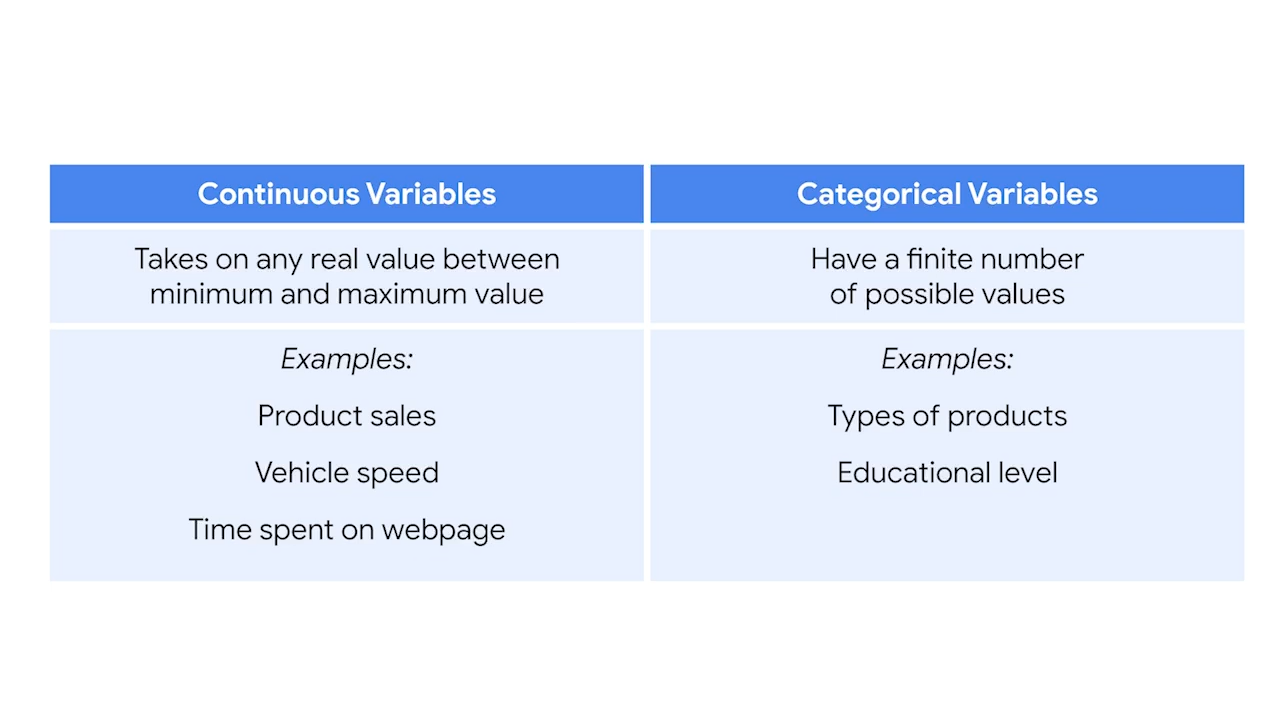 Continuous Variables
Categorical Variables
Takes on any real value between
minimum and maximum value
Have a finite number
of possible values
Examples:
Product sales
Vehicle speed
Time spent on webpage
Examples:
Types of products
Educational level